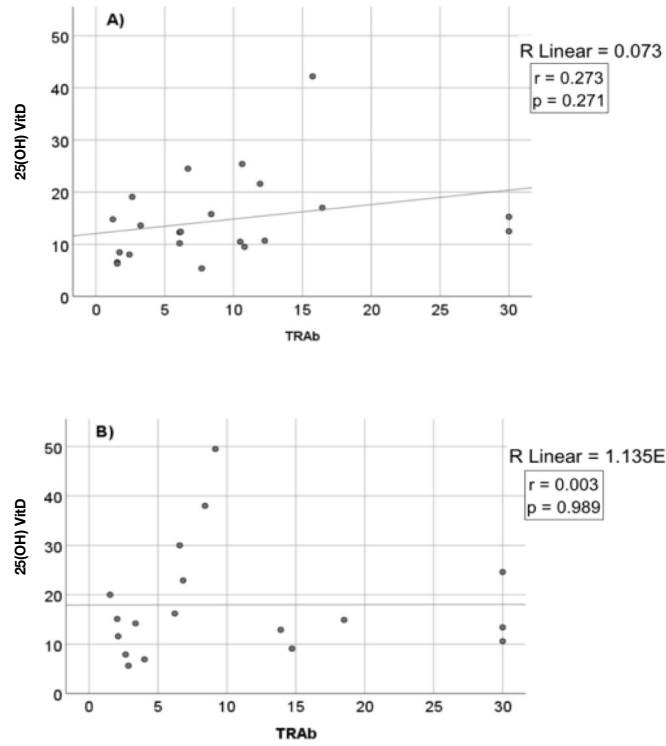 A)
R Linear = 0.073
r = 0.273
p = 0.271
25(OH) VitD
50
40
30
20
10
0
0 5 10 15 20 25 30
TRAb
B)
R Linear = 1.135E
r = 0.003
p = 0.989
25(OH) VitD
50
40
30
20
10
0
0 5 10 15 20 25 30
TRAb